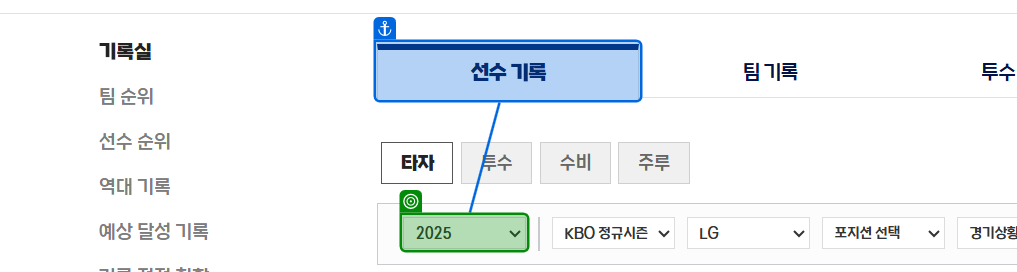 기록실
팀 순위
선수 순위
역대 기록
예상 달성 기록
선수 기록
팀 기록
투수
타자
투수
수비
주루
2025
KBO 정규시즌
LG
포지션 선택
경기상황